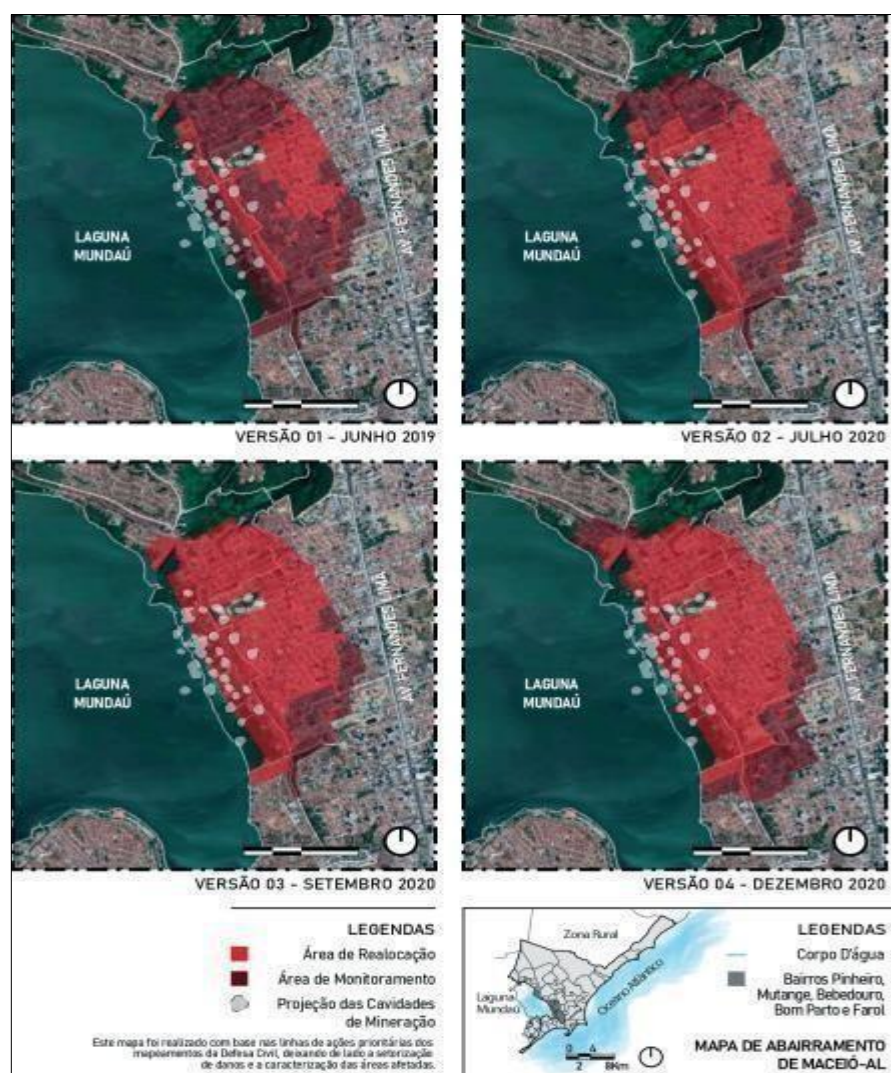 LAGUNA
MUNDAÚ
AV FERNANDES LIMA
VERSÃO 01 - JUNHO 2019
LAGUNA
MUNDAÚ
AV FERNANDES LIMA
VERSÃO 02 - JULHO 2020
LAGUNA
MUNDAÚ
AV FERNANDES LIMA
VERSÃO 03 - SETEMBRO 2020
LAGUNA
MUNDAÚ
AV FERNANDES LIMA
VERSÃO 04 - DEZEMBRO 2020
LEGENDAS
Área de Realocação
Área de Monitoramento
Projeção das Cavidades
de Mineração
Este mapa foi realizado com base nas linhas de ações prioritárias dos
mapeamentos da Defesa Civil, deixando de lado a setorização
de danos e a caracterização das áreas afetadas.
Zona Rural
Laguna
Mundaú
Oceano Atlântico
0 4
2 8Km
LEGENDAS
Corpo D'água
Bairros Pinheiro,
Mutange, Bebedouro,
Bom Parto e Farol
MAPA DE ABAIRRAMENTO
DE MACEIÓ-AL